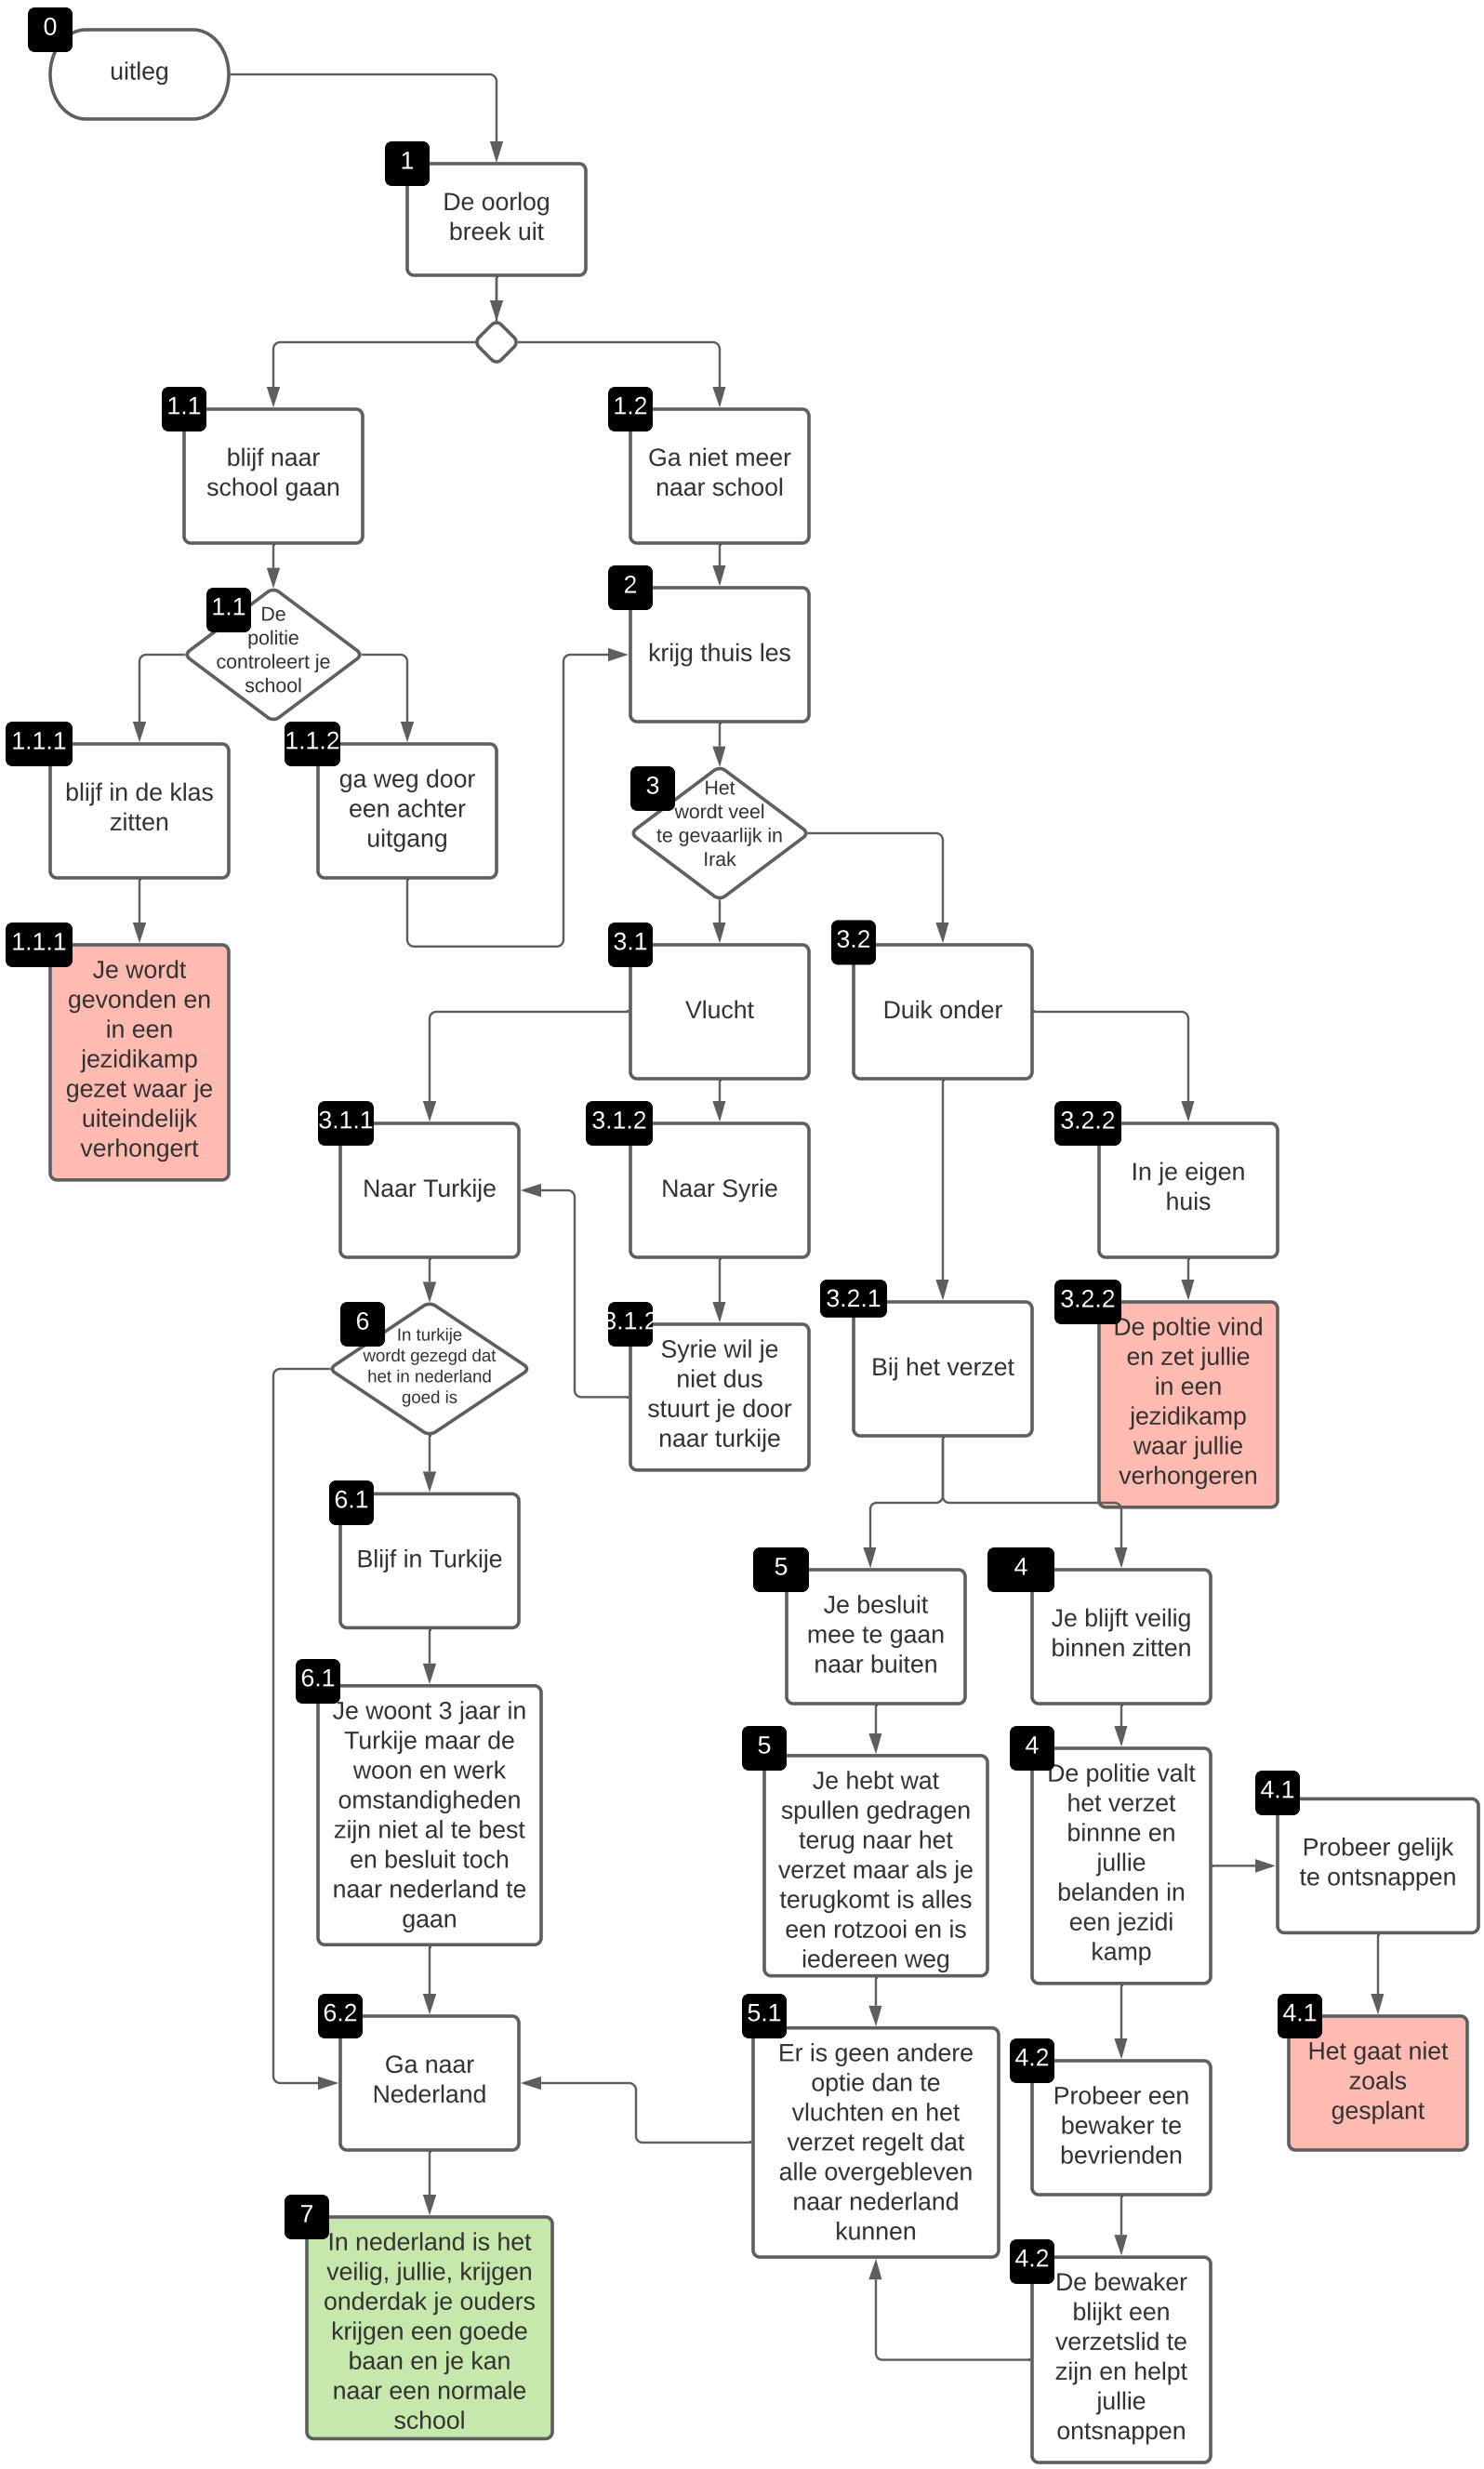 0
uitleg
1
De oorlog
breek uit
1.1
blijf naar
school gaan
1.2
Ga niet meer
naar school
1.1
De
politie
controleert je
school
2
krijg thuis les
1.1.1
blijf in de klas
zitten
1.1.2
ga weg door
een achter
uitgang
3
Het
wordt veel
te gevaarlijk in
Irak
1.1.1
Je wordt
gevonden en
in een
jezidikamp
gezet waar je
uiteindelijk
verhongert
3.1
Vlucht
3.2
Duik onder
3.1.1
Naar Turkije
3.1.2
Naar Syrie
3.2.2
In je eigen
huis
6
In turkije
wordt gezegd dat
het in nederland
goed is
3.1.2
Syrie wil je
niet dus
stuurt je door
naar turkije
3.2.1
Bij het verzet
3.2.2
De poltie vind
en zet jullie
in een
jezidikamp
waar jullie
verhongeren
6.1
Blijf in Turkije
5
Je besluit
mee te gaan
naar buiten
4
Je blijft veilig
binnen zitten
6.1
Je woont 3 jaar in
Turkije maar de
woon en werk
omstandigheden
zijn niet al te best
en besluit toch
naar nederland te
gaan
5
Je hebt wat
spullen gedragen
terug naar het
verzet maar als je
terugkomt is alles
een rotzooi en is
iedereen weg
4
De politie valt
het verzet
binnne en
jullie
belanden in
een jezidi
kamp
4.1
Probeer gelijk
te ontsnappen
6.2
Ga naar
Nederland
5.1
Er is geen andere
optie dan te
vluchten en het
verzet regelt dat
alle overgebleven
naar nederland
kunnen
4.2
Probeer een
bewaker te
bevrienden
4.1
Het gaat niet
zoals
gesplant
7
In nederland is het
veilig, jullie, krijgen
onderdak je ouders
krijgen een goede
baan en je kan
naar een normale
school
4.2
De bewaker
blijkt een
verzetslid te
zijn en helpt
jullie
ontsnappen